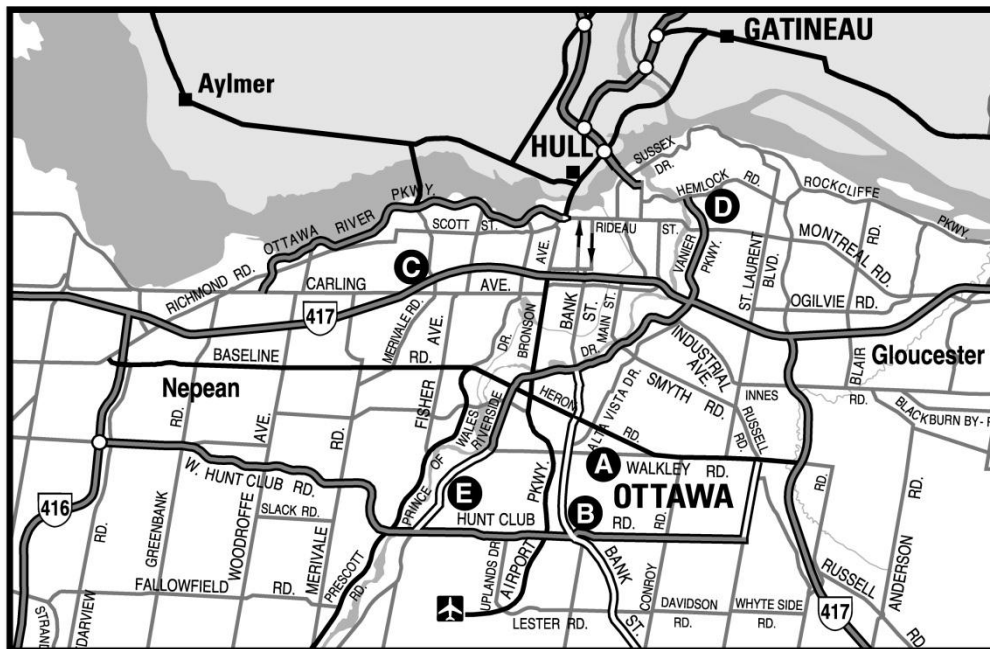 GATINEAU
Aylmer
HULL
SUSSEX
DR.
HEMLOCK RD.
ROCKCLIFFE
PKWY.
D
OTTAWA RIVER PKWY.
SCOTT ST.
AVE.
RIDEAU ST.
VANIER
PKWY.
ST. LAURENT
BLVD.
MONTREAL RD.
RD.
RICHMOND RD.
C
CARLING AVE.
OGILVIE RD.
417
MERIVALE RD.
FISHER AVE.
BRONSON
BANK
ST.
MAIN ST.
DR.
DR.
BASELINE RD.
INDUSTRIAL
AVE.
BLAIR
RD.
Gloucester
Nepean
HERON RD.
ALTA VISTA DR.
SMYTH RD.
RUSSELL
RD.
INNES
BLACKBURN BY-P
PRINCE OF WALES
RIVERSIDE
A
WALKLEY RD.
OTTAWA
W. HUNT CLUB RD.
E
B
PKWY.
RD.
416
SLACK RD.
HUNT CLUB RD.
RD.
RD.
GREENBANK
RD.
WOODROFFE
AVE.
MERIVALE
RD.
PRESCOTT
RD.
UPLANDS DR.
AIRPORT
BANK
ST.
CONROY
ANDERSON
RD.
RUSSELL
RD.
FALLOWFIELD RD.
LESTER RD.
DAVIDSON
RD.
WHYTE SIDE
RD.
417
STRAND
DARVIEW
RD.